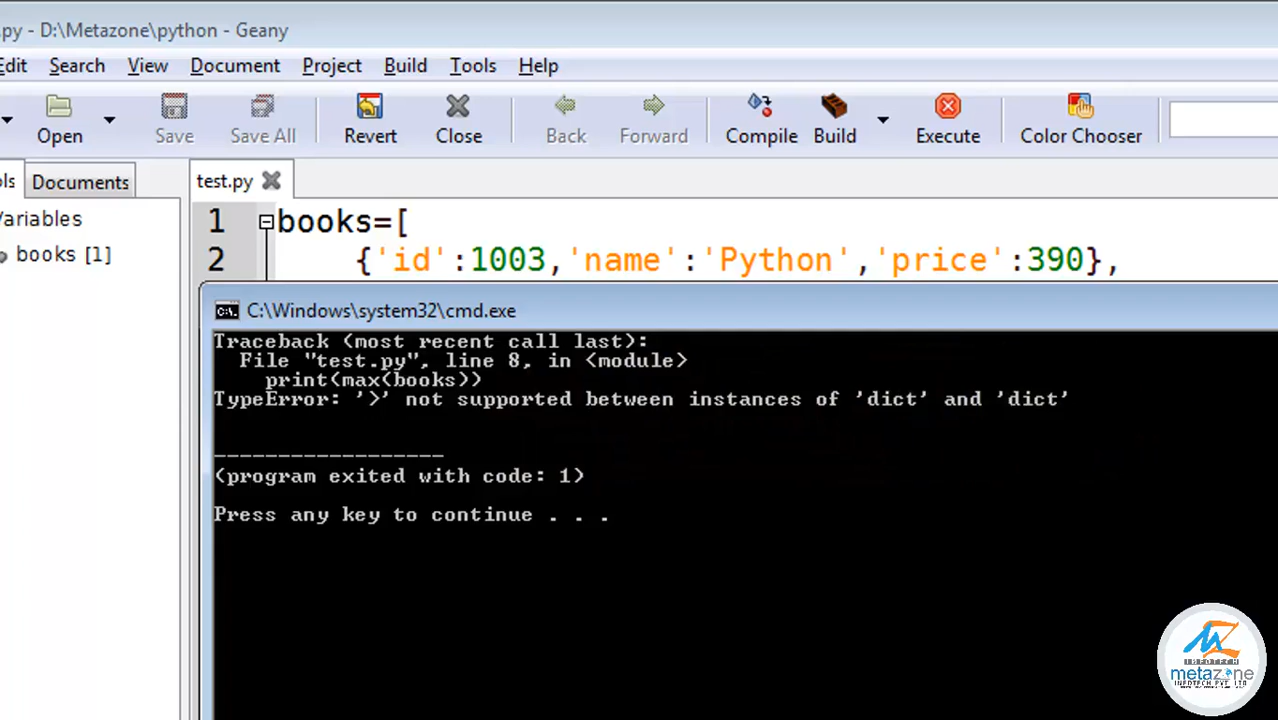 .py - D:\Metazone\python - Geany
Edit Search View Document Project Build Tools Help
Open Save Save All Revert Close Back Forward Compile Build Execute Color Chooser
ols Documents test.py
Variables
books [1]
1 books=[
2 {'id':1003,'name':'Python','price':390},
C:\Windows\system32\cmd.exe
Traceback (most recent call last):
File "test.py", line 8, in <module>
print(max(books))
TypeError: '>' not supported between instances of 'dict' and 'dict'
------------------
(program exited with code: 1)
Press any key to continue . . .
INFOTECH
metazone
INFOTECH PVT. LTD.